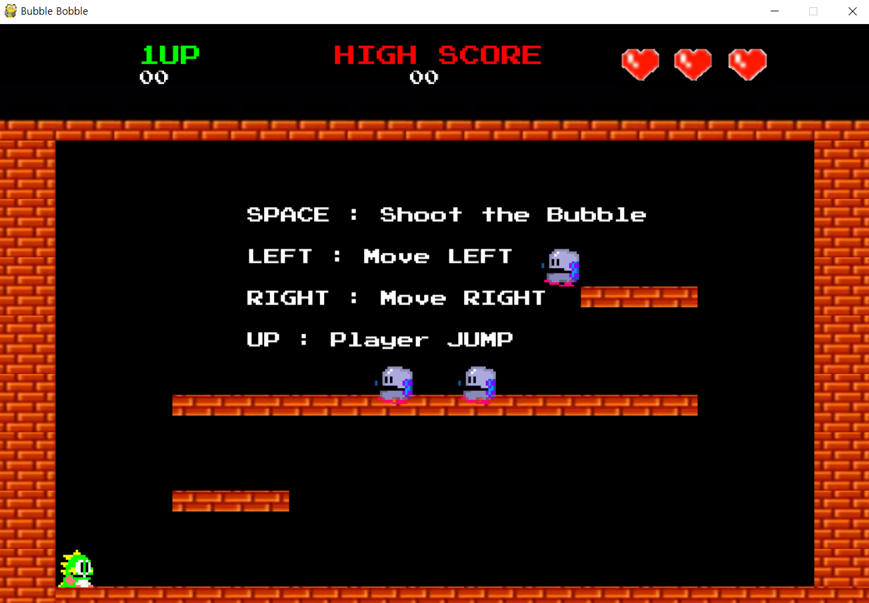 Bubble Bobble
1UP
00
HIGH SCORE
00
SPACE : Shoot the Bubble
LEFT : Move LEFT
RIGHT : Move RIGHT
UP : Player JUMP